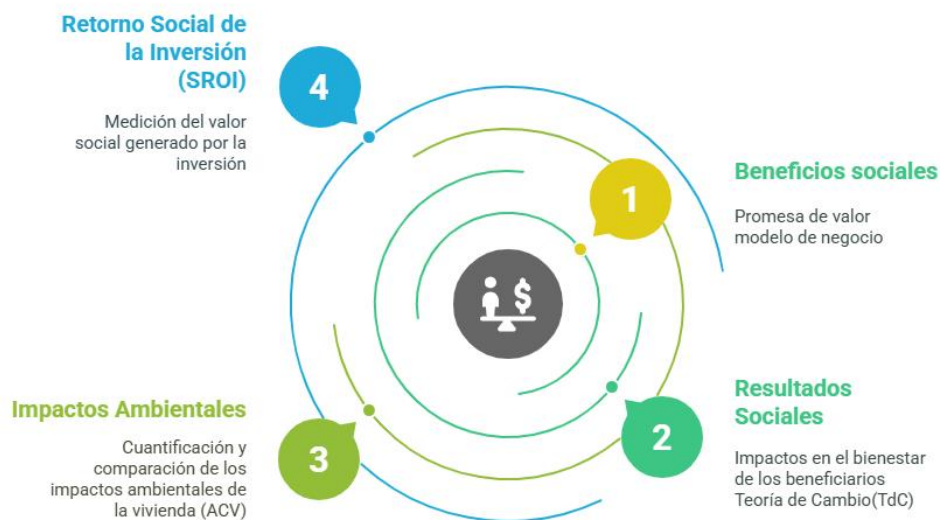 Retorno Social de
la Inversión
(SROI)
Medición del valor
social generado por la
inversión
4
1
Beneficios sociales
Promesa de valor
modelo de negocio
$
Impactos Ambientales
Cuantificación y
comparación de los
impactos ambientales de
la vivienda (ACV)
3
2
Resultados
Sociales
Impactos en el bienestar
de los beneficiarios
Teoría de Cambio(TdC)